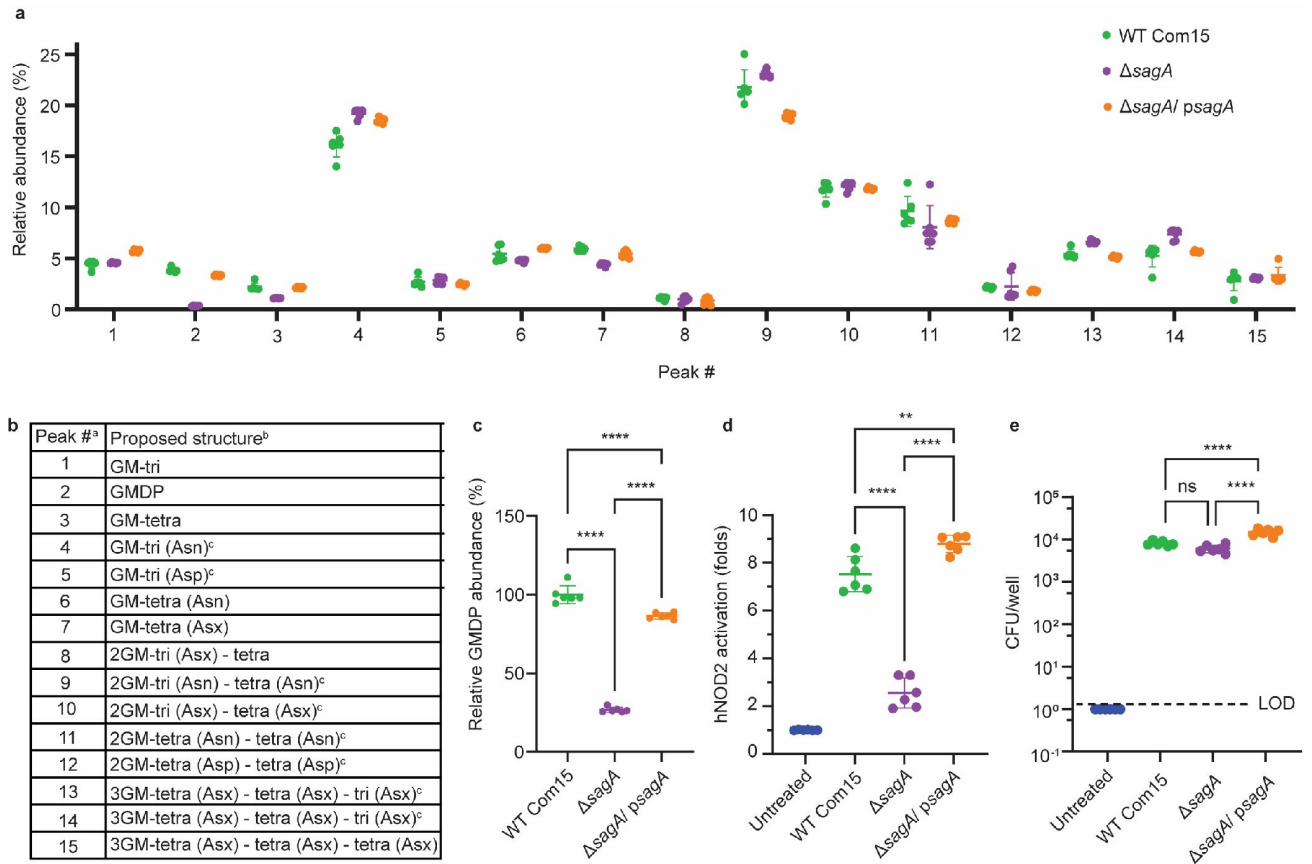 a
WT Com15
ΔsagA
ΔsagA/ psagA
Relative abundance (%)
25
20
15
10
5
0
1 2 3 4 5 6 7 8 9 10 11 12 13 14 15
Peak #
b
Peak #ᵃ Proposed structureᵇ
1 GM-tri
2 GMDP
3 GM-tetra
4 GM-tri (Asn)ᶜ
5 GM-tri (Asp)ᶜ
6 GM-tetra (Asn)
7 GM-tetra (Asx)
8 2GM-tri (Asx) - tetra
9 2GM-tri (Asn) - tetra (Asn)ᶜ
10 2GM-tri (Asx) - tetra (Asx)ᶜ
11 2GM-tetra (Asn) - tetra (Asn)ᶜ
12 2GM-tetra (Asp) - tetra (Asp)ᶜ
13 3GM-tetra (Asx) - tetra (Asx) - tri (Asx)ᶜ
14 3GM-tetra (Asx) - tetra (Asx) - tri (Asx)ᶜ
15 3GM-tetra (Asx) - tetra (Asx) - tetra (Asx)
c
Relative GMDP abundance (%)
150
100
50
0
****
****
****
WT Com15
ΔsagA
ΔsagA/ psagA
d
hNOD2 activation (folds)
10
8
6
4
2
0
**
****
****
Untreated
WT Com15
ΔsagA
ΔsagA/ psagA
e
CFU/well
10⁵
10⁴
10³
10²
10¹
10⁰
10⁻¹
****
ns
****
LOD
Untreated
WT Com15
ΔsagA
ΔsagA/ psagA